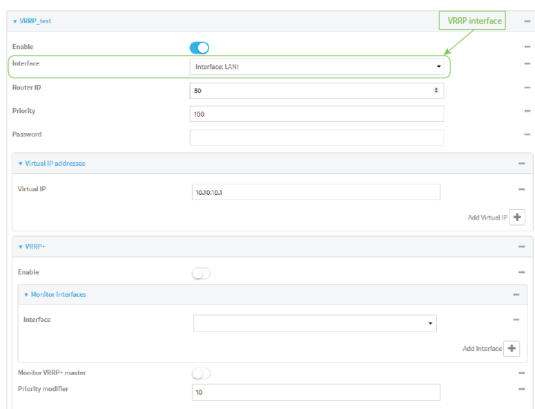 ▼ VRRP_test
VRRP interface
Enable
Interface
Interface: LAN1
Router ID
50
Priority
100
Password
▼ Virtual IP addresses
Virtual IP
10.10.10.1
Add Virtual IP
▼ VRRP+
Enable
▼ Monitor Interfaces
Interface
Add Interface
Monitor VRRP+ master
Priority modifier
10